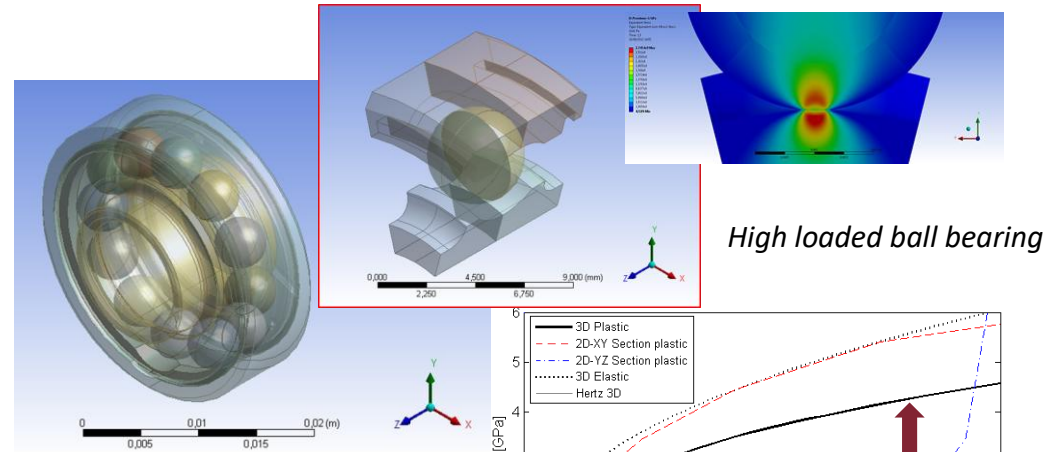 0,000
4,500
9,000 (mm)
2,250
6,750
Y
Z
X
High loaded ball bearing
0
0,01
0,02 (m)
0,005
0,015
Y
Z
X
6
5
4
[GPa]
3D Plastic
2D-XY Section plastic
2D-YZ Section plastic
3D Elastic
Hertz 3D